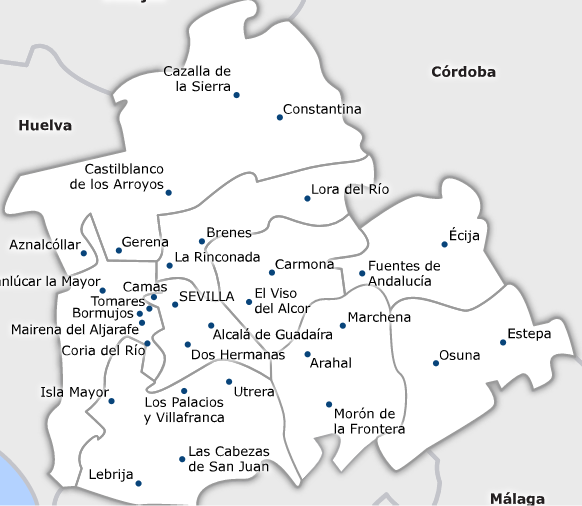 Cazalla de
la Sierra
Córdoba
Constantina
Huelva
Castilblanco
de los Arroyos
Lora del Río
Brenes
Écija
Aznalcóllar
Gerena
La Rinconada
Carmona
Fuentes de
Andalucía
nlúcar la Mayor
Camas
SEVILLA
El Viso
del Alcor
Tomares
Bormujos
Marchena
Mairena del Aljarafe
Alcalá de Guadaíra
Estepa
Coria del Río
Dos Hermanas
Arahal
Osuna
Isla Mayor
Los Palacios
y Villafranca
Utrera
Morón de
la Frontera
Las Cabezas
de San Juan
Lebrija
Málaga